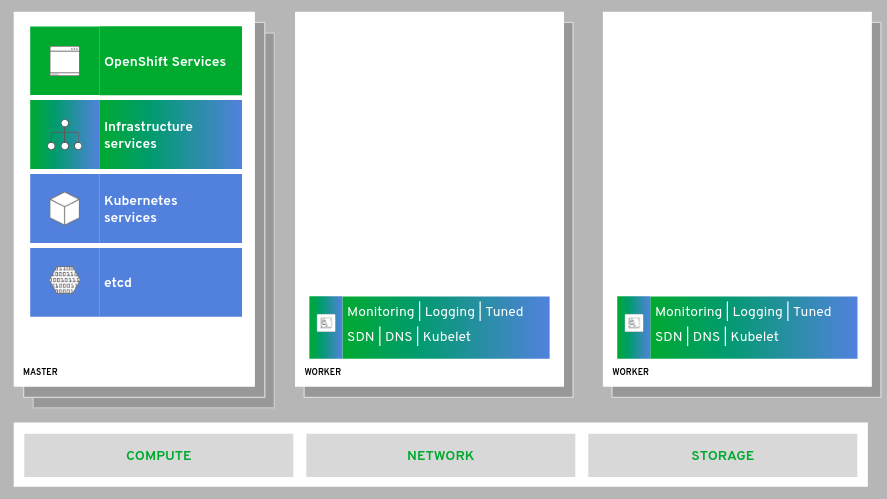 OpenShift Services
Infrastructure
services
Kubernetes
services
etcd
MASTER
Monitoring | Logging | Tuned
SDN | DNS | Kubelet
WORKER
Monitoring | Logging | Tuned
SDN | DNS | Kubelet
WORKER
COMPUTE
NETWORK
STORAGE